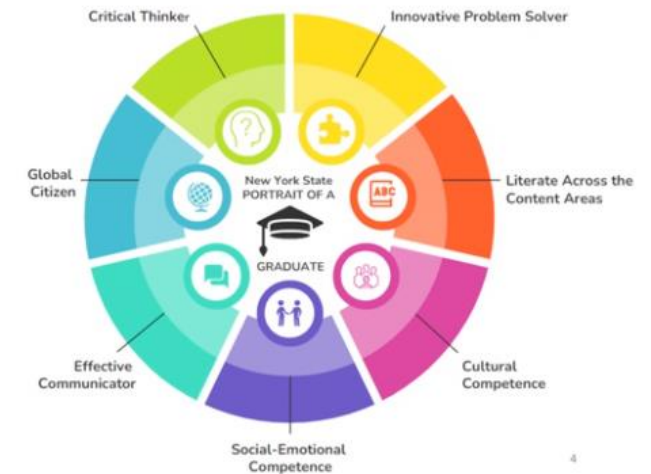 Critical Thinker
Innovative Problem Solver
Global
Citizen
?
ABC
Literate Across the
Content Areas
New York State
PORTRAIT OF A
GRADUATE
Effective
Communicator
Cultural
Competence
Social-Emotional
Competence
4